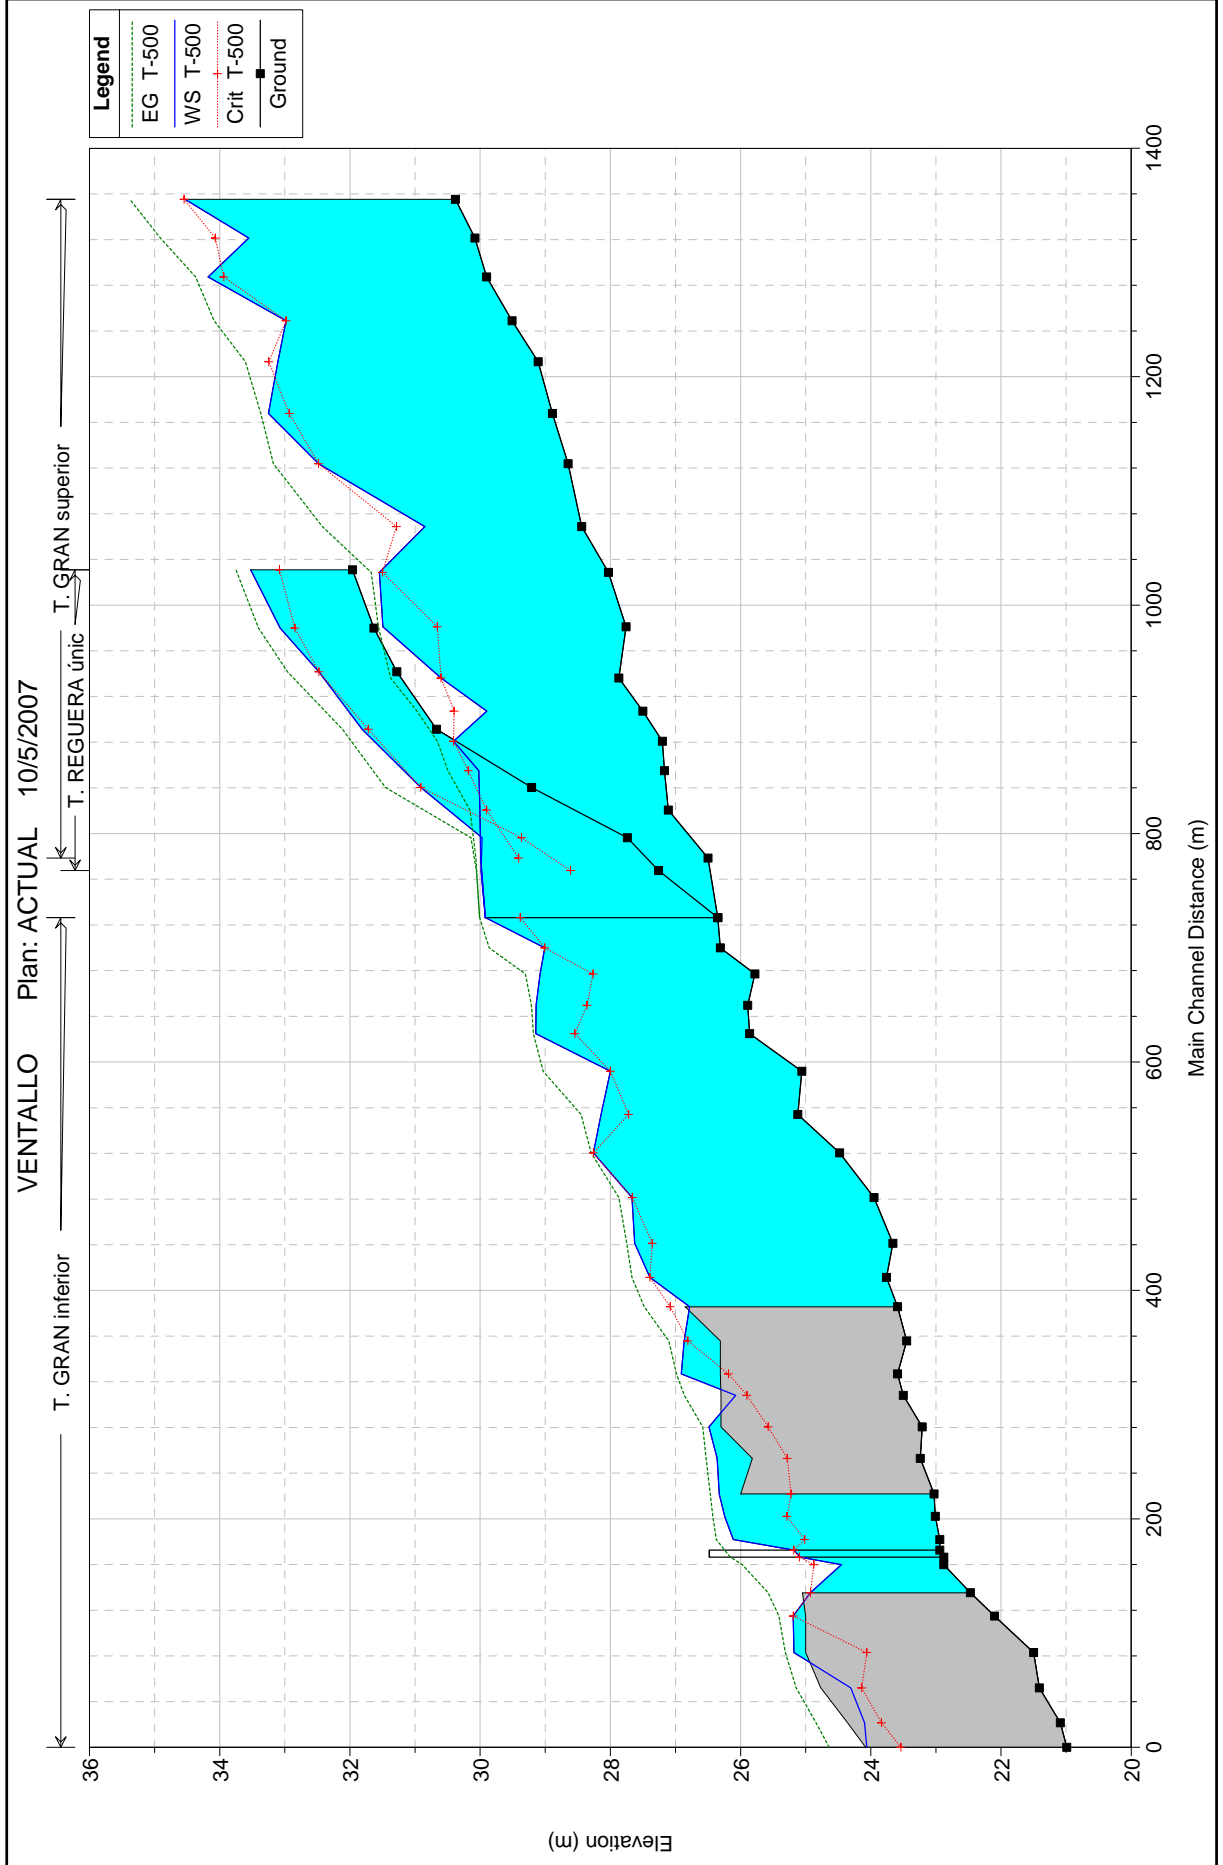 VENTALLO Plan: ACTUAL 10/5/2007
T. GRAN inferior
T. REGUERA únic
T. GRAN superior
Legend
EG T-500
WS T-500
Crit T-500
Ground
Elevation (m)
36
34
32
30
28
26
24
22
20
0
200
400
600
800
1000
1200
1400
Main Channel Distance (m)